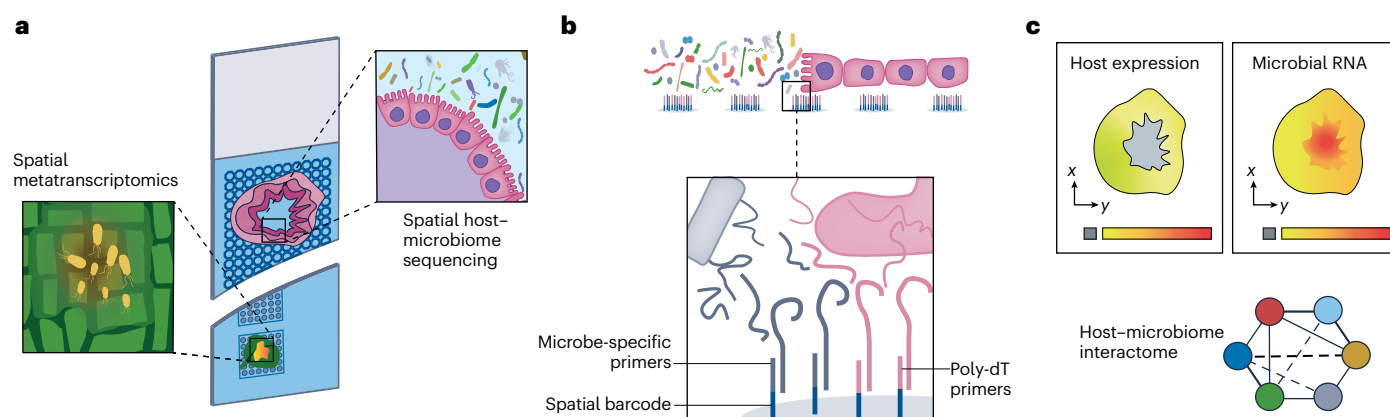 a
Spatial
metatranscriptomics
Spatial host–
microbiome
sequencing
b
Microbe-specific
primers
Spatial barcode
Poly-dT
primers
c
Host expression
x
y
Microbial RNA
x
y
Host–microbiome
interactome